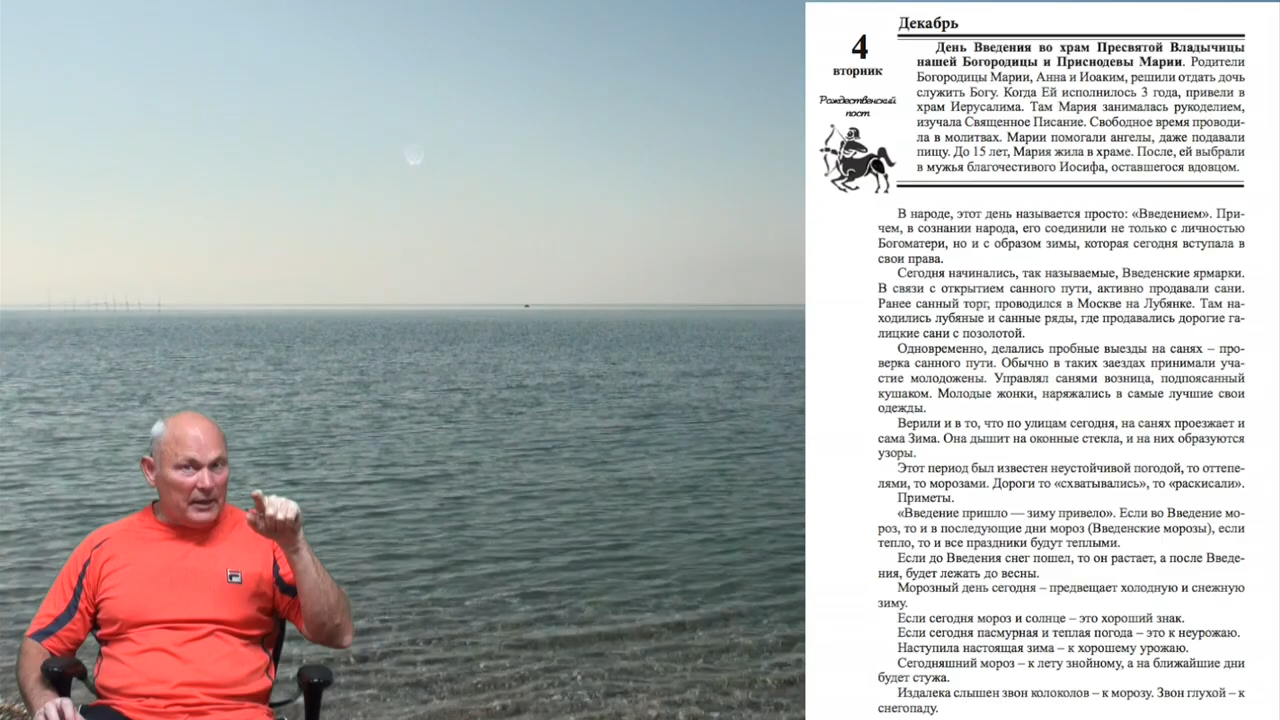 Декабрь
4
вторник
Рождественский
пост
День Введения во храм Пресвятой Владычицы
нашей Богородицы и Приснодевы Марии. Родители
Богородицы Марии, Анна и Иоаким, решили отдать дочь
служить Богу. Когда Ей исполнилось 3 года, привели в
храм Иерусалима. Там Мария занималась рукоделием,
изучала Священное Писание. Свободное время проводи-
ла в молитвах. Марии помогали ангелы, даже подавали
пищу. До 15 лет, Мария жила в храме. После, ей выбрали
в мужья благочестивого Иосифа, оставшегося вдовцом.
В народе, этот день называется просто: «Введением». При-
чем, в сознании народа, его соединили не только с личностью
Богоматери, но и с образом зимы, которая сегодня вступала в
свои права.
Сегодня начинались, так называемые, Введенские ярмарки.
В связи с открытием санного пути, активно продавали сани.
Ранее санный торг, проводился в Москве на Лубянке. Там на-
ходились лубяные и санные ряды, где продавались дорогие га-
лицкие сани с позолотой.
Одновременно, делались пробные выезды на санях – про-
верка санного пути. Обычно в таких заездах принимали уча-
стие молодожены. Управлял санями возница, подпоясанный
кушаком. Молодые жонки, наряжались в самые лучшие свои
одежды.
Верили и в то, что по улицам сегодня, на санях проезжает и
сама Зима. Она дышит на оконные стекла, и на них образуются
узоры.
Этот период был известен неустойчивой погодой, то оттепе-
лями, то морозами. Дороги то «схватывались», то «раскисали».
Приметы.
«Введение пришло — зиму привело». Если во Введение мо-
роз, то и в последующие дни мороз (Введенские морозы), если
тепло, то и все праздники будут теплыми.
Если до Введения снег пошел, то он растает, а после Введе-
ния, будет лежать до весны.
Морозный день сегодня – предвещает холодную и снежную
зиму.
Если сегодня мороз и солнце – это хороший знак.
Если сегодня пасмурная и теплая погода – это к неурожаю.
Наступила настоящая зима – к хорошему урожаю.
Сегодняшний мороз – к лету знойному, а на ближайшие дни
будет стужа.
Издалека слышен звон колоколов – к морозу. Звон глухой – к
снегопаду.